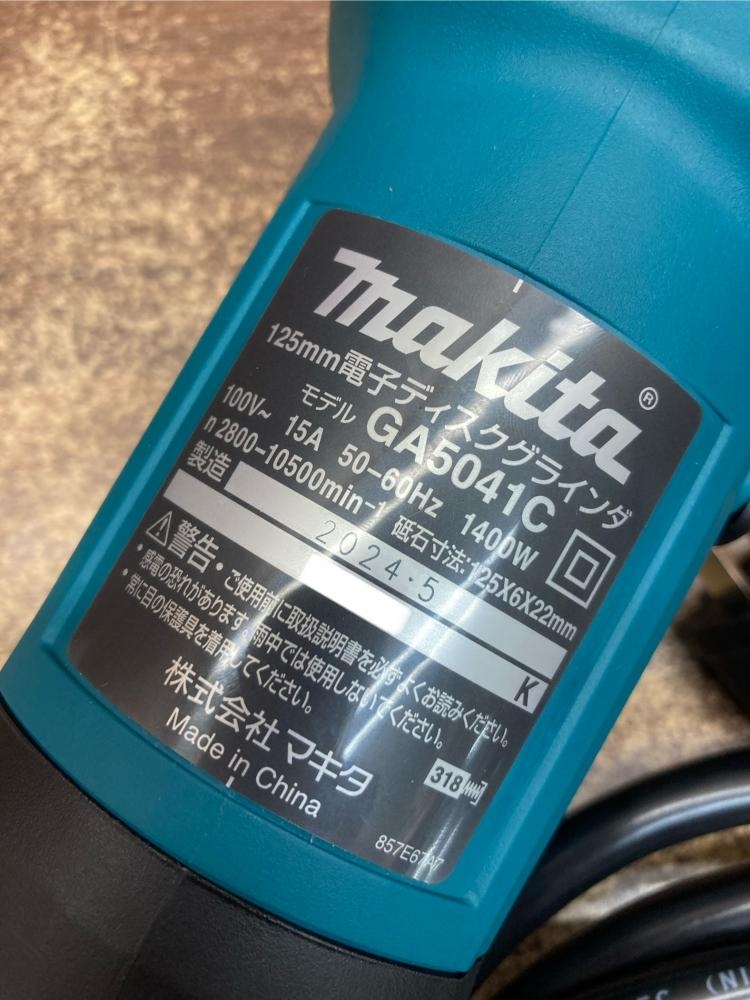 makita®
125mm電子ディスクグラインダ
モデル GA5041C
100V~ 15A 50-60Hz 1400W
n 2800-10500min-1 砥石寸法:125X6X22mm
製造 2024.5
K
警告・ご使用前に取扱説明書を必ずよくお読みください。
・感電の恐れがあります。雨中では使用しないでください。
・常に目の保護具を着用してください。
株式会社 マキタ
Made in China
318
857E67A7
(NI